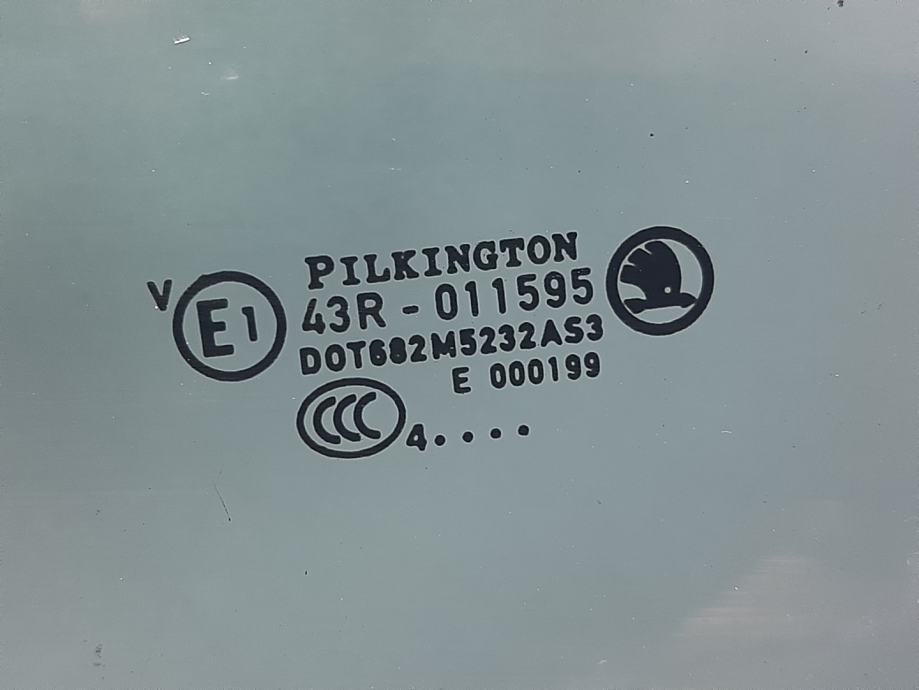 PILKINGTON
V E1 43R - 011595
DOT682M5232AS3
E 000199
CCC 4....